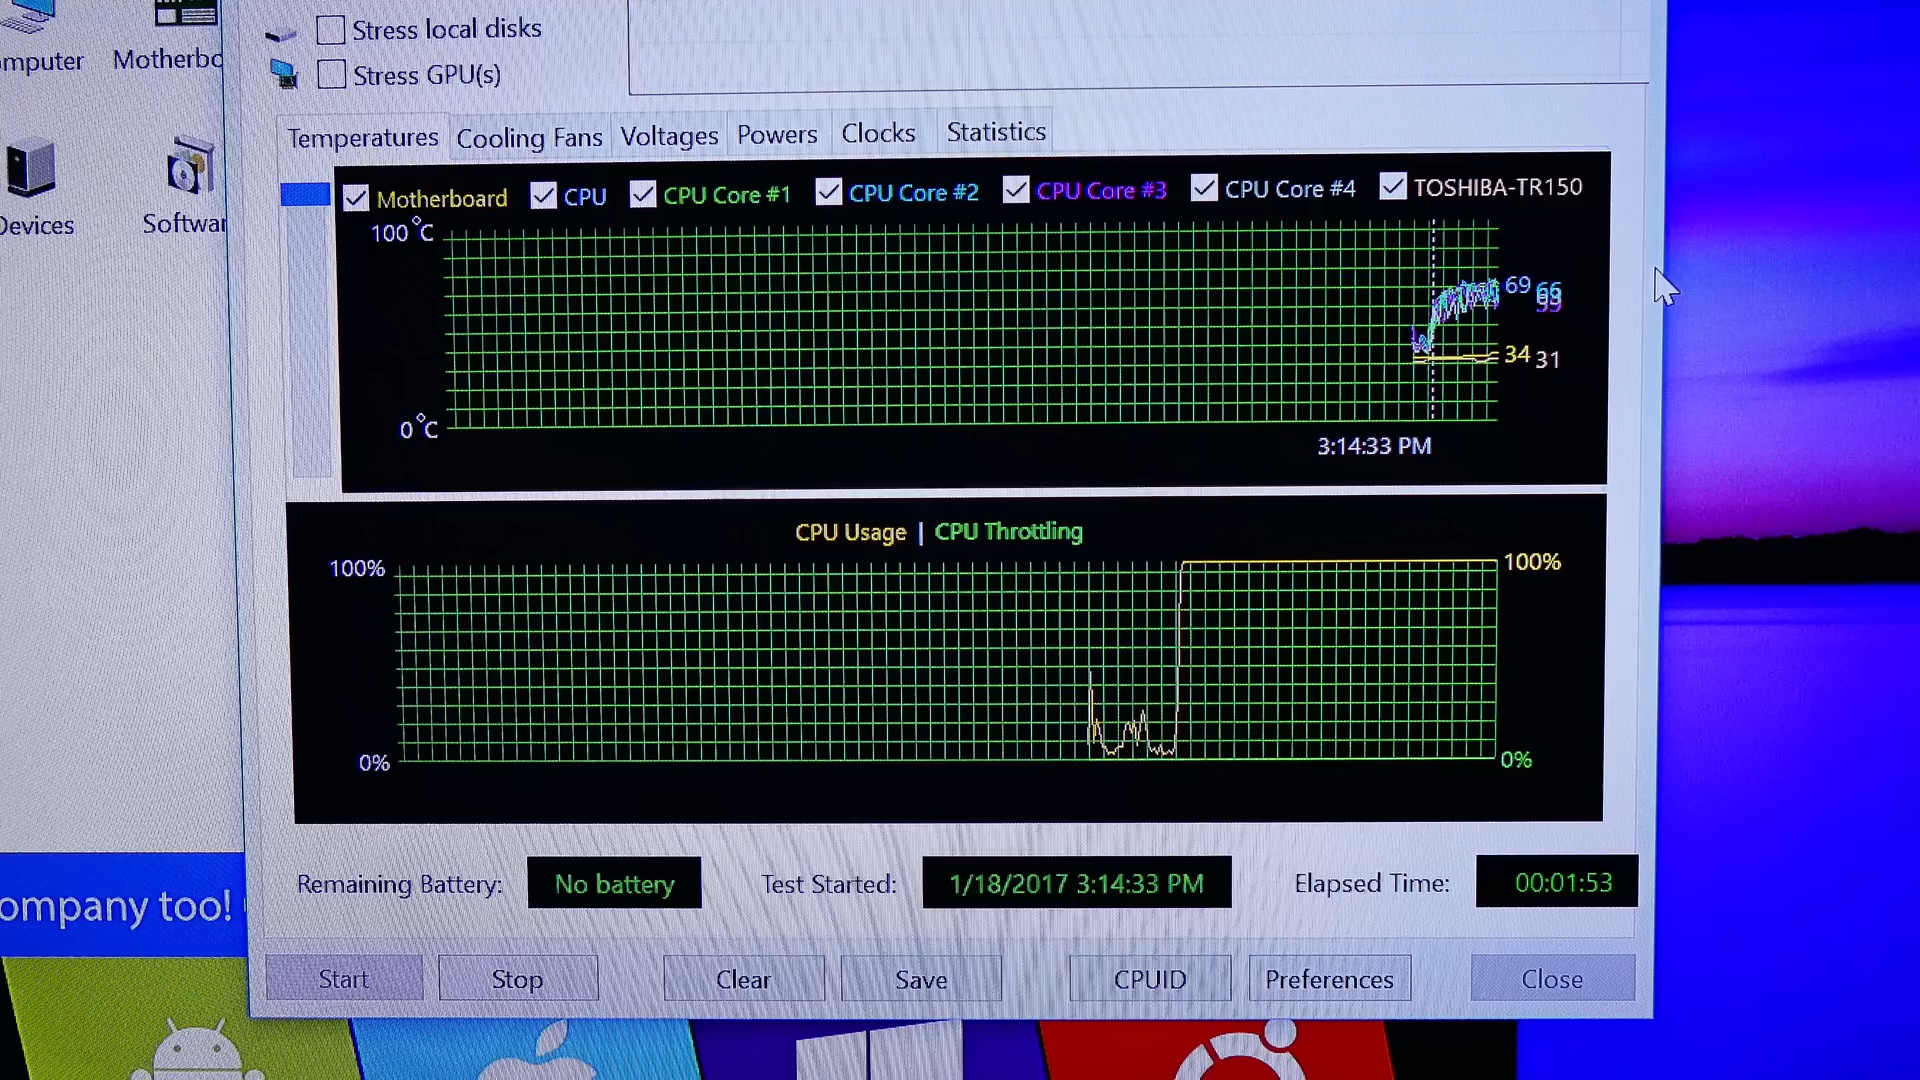 Stress local disks
Stress GPU(s)
omputer
Motherbo
Devices
Softwar
Temperatures Cooling Fans Voltages Powers Clocks Statistics
Motherboard CPU CPU Core #1 CPU Core #2 CPU Core #3 CPU Core #4 TOSHIBA-TR150
100°C
69 66
34 31
0°C
3:14:33 PM
CPU Usage | CPU Throttling
100% 100%
0% 0%
Remaining Battery: No battery Test Started: 1/18/2017 3:14:33 PM Elapsed Time: 00:01:53
ompany too!
Start Stop Clear Save CPUID Preferences Close